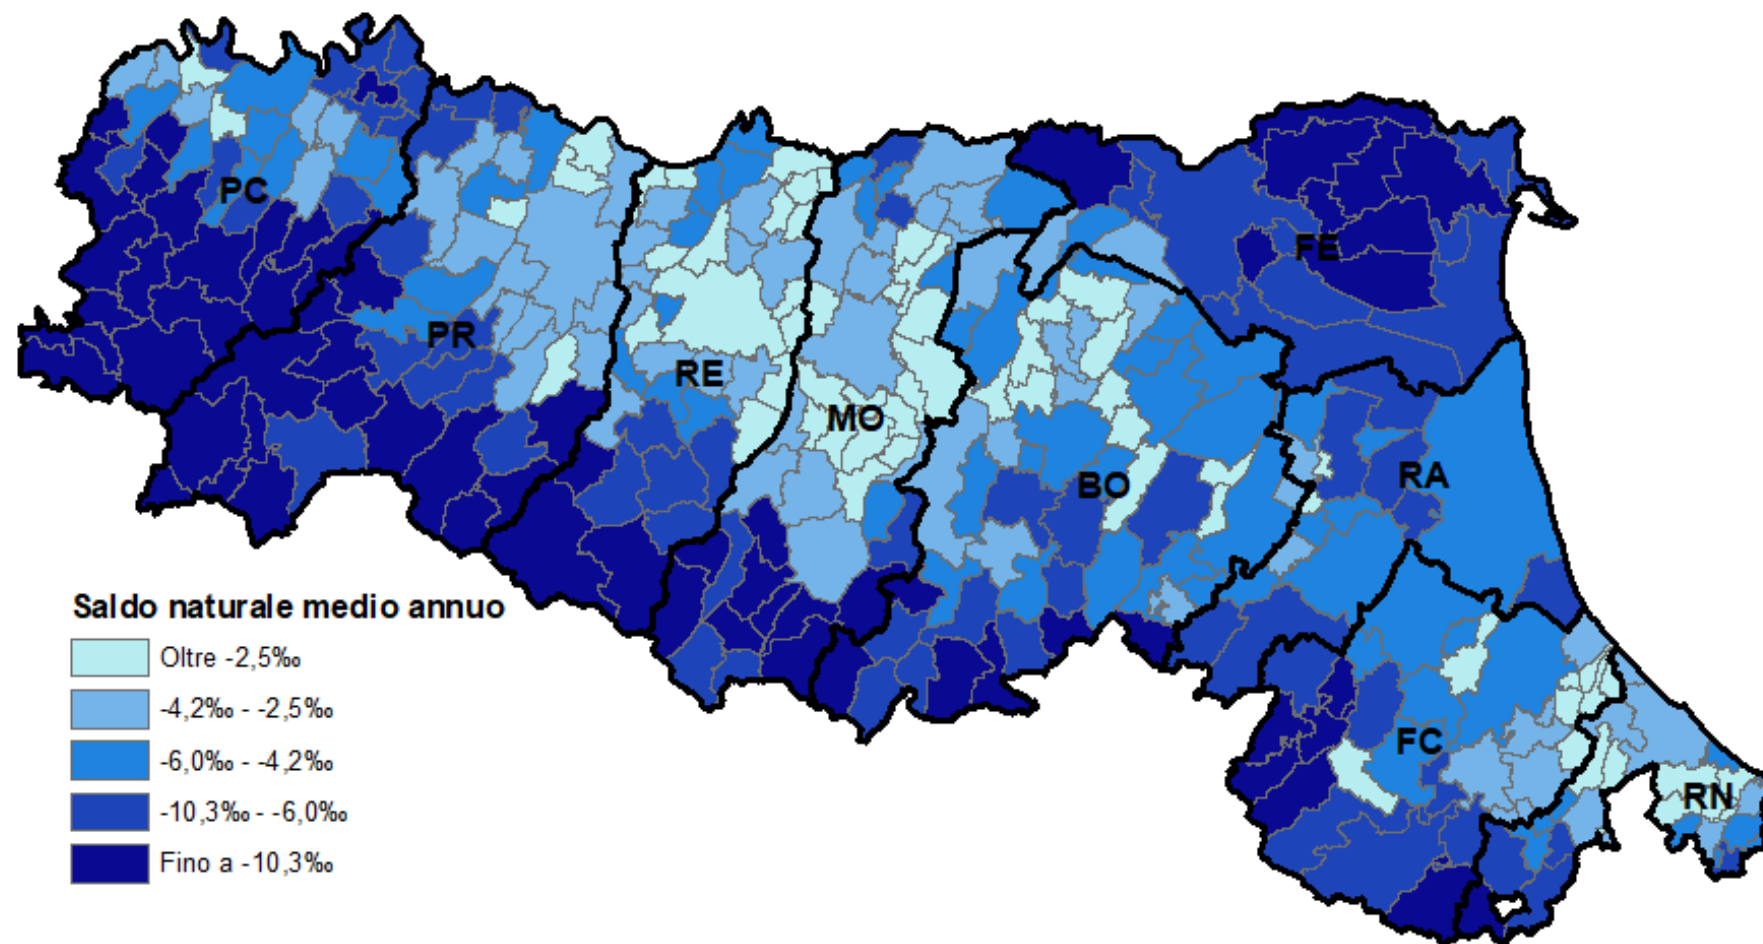 PC
PR
RE
MO
BO
FE
RA
FC
RN
Saldo naturale medio annuo
Oltre -2,5‰
-4,2‰ - -2,5‰
-6,0‰ - -4,2‰
-10,3‰ - -6,0‰
Fino a -10,3‰